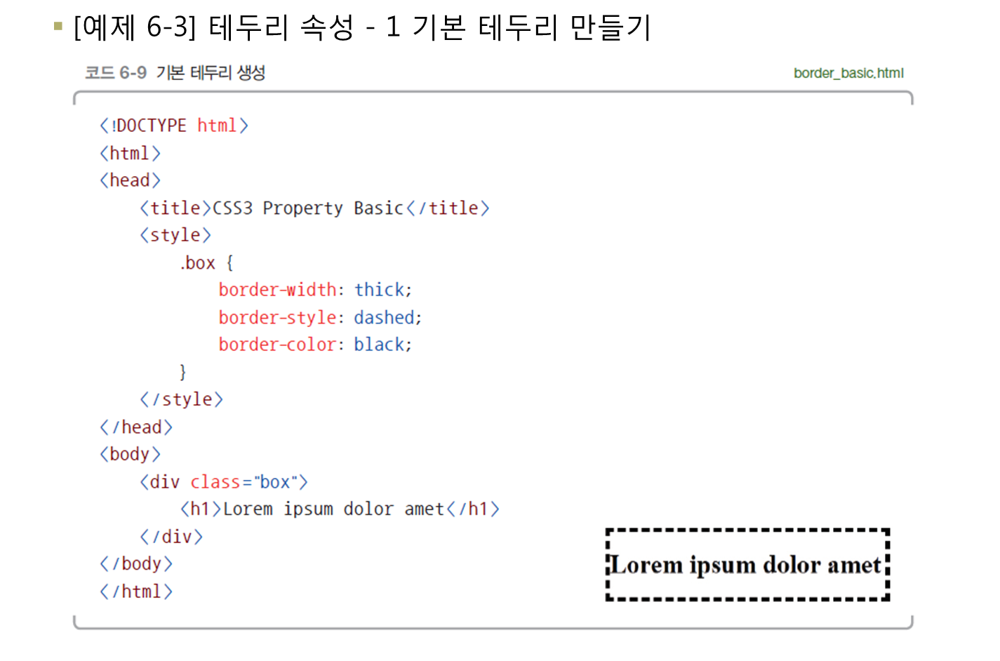 [예제 6-3] 테두리 속성 - 1 기본 테두리 만들기
코드 6-9 기본 테두리 생성
border_basic.html
<!DOCTYPE html>
<html>
<head>
<title>CSS3 Property Basic</title>
<style>
.box {
border-width: thick;
border-style: dashed;
border-color: black;
}
</style>
</head>
<body>
<div class="box">
<h1>Lorem ipsum dolor amet</h1>
</div>
</body>
</html>
Lorem ipsum dolor amet